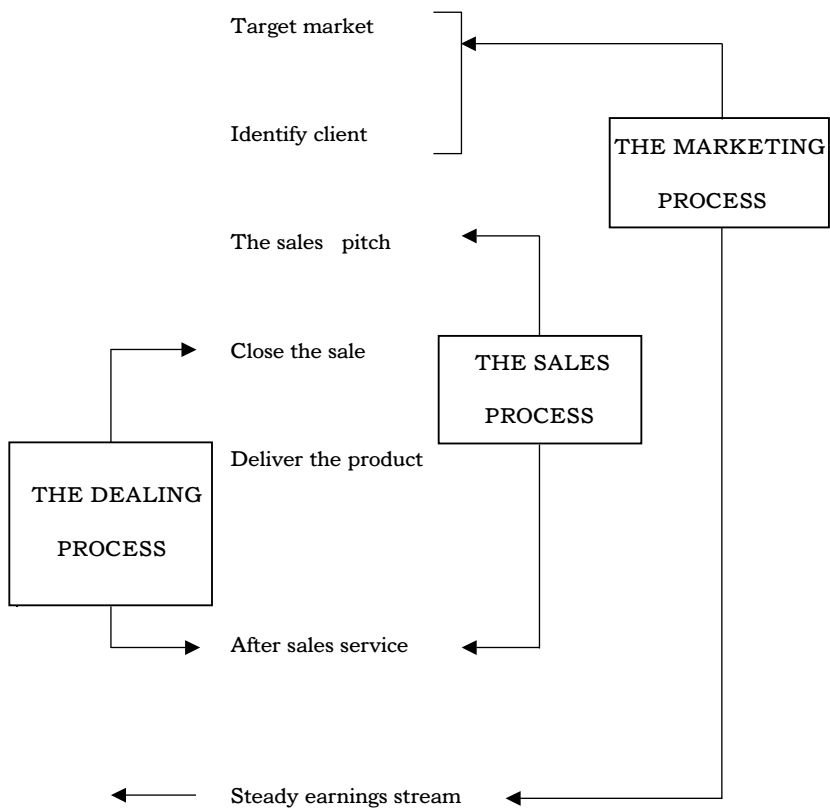 Target market
Identify client
THE MARKETING
PROCESS
The sales pitch
Close the sale
THE SALES
PROCESS
Deliver the product
THE DEALING
PROCESS
After sales service
Steady earnings stream